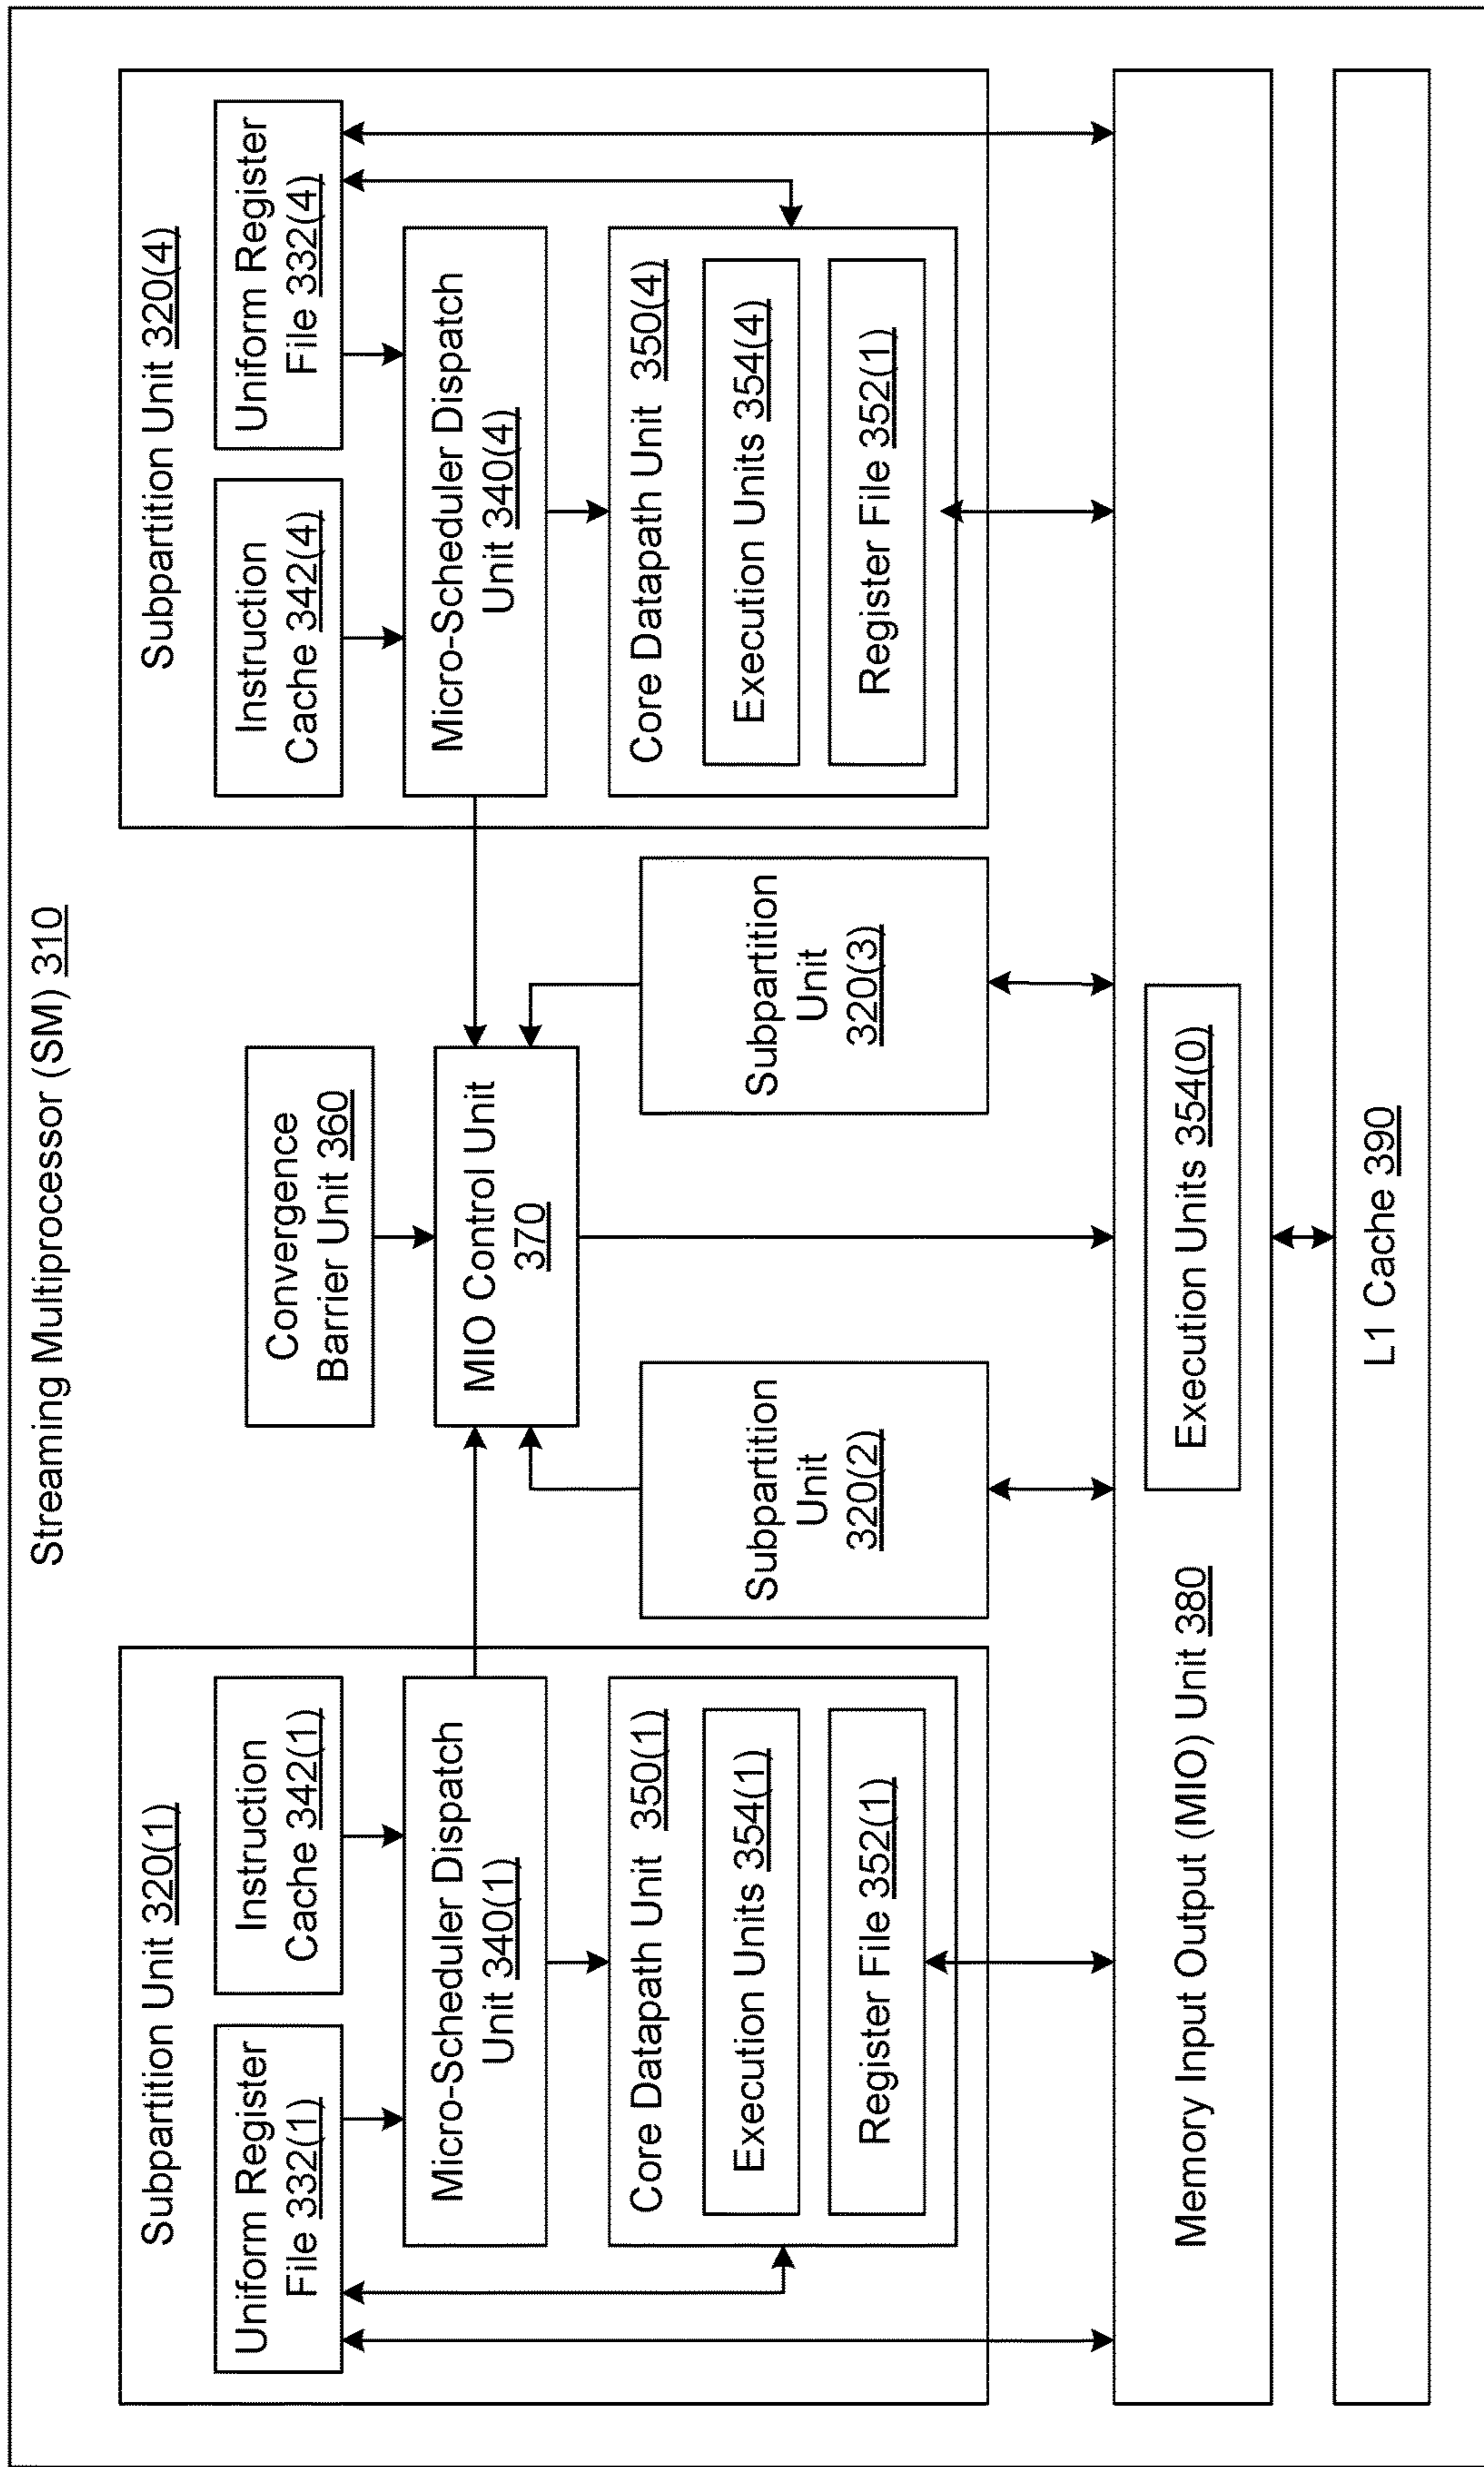 Streaming Multiprocessor (SM) 310
Subpartition Unit 320(1)
Uniform Register
File 332(1)
Instruction
Cache 342(1)
Micro-Scheduler Dispatch
Unit 340(1)
Core Datapath Unit 350(1)
Execution Units 354(1)
Register File 352(1)
Convergence
Barrier Unit 360
MIO Control Unit
370
Subpartition
Unit
320(2)
Subpartition
Unit
320(3)
Subpartition Unit 320(4)
Instruction
Cache 342(4)
Uniform Register
File 332(4)
Micro-Scheduler Dispatch
Unit 340(4)
Core Datapath Unit 350(4)
Execution Units 354(4)
Register File 352(1)
Memory Input Output (MIO) Unit 380
Execution Units 354(0)
L1 Cache 390